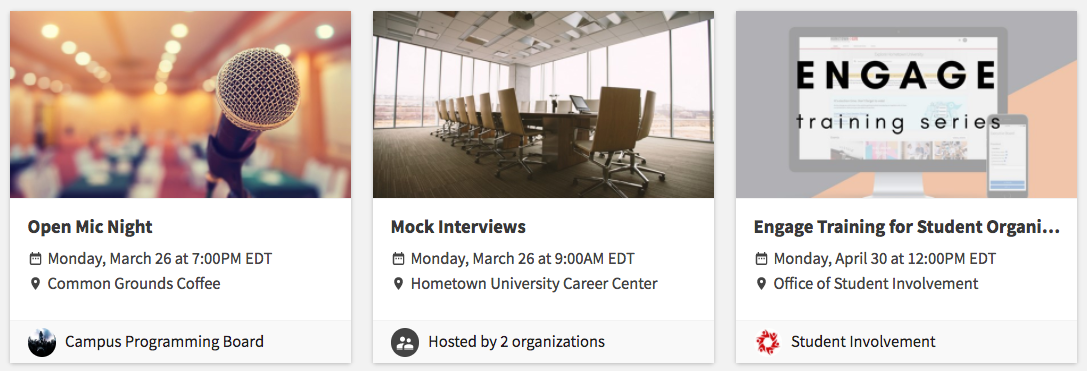 ENGAGE
training series
Open Mic Night
Monday, March 26 at 7:00PM EDT
Common Grounds Coffee
Campus Programming Board
Mock Interviews
Monday, March 26 at 9:00AM EDT
Hometown University Career Center
Hosted by 2 organizations
Engage Training for Student Organi...
Monday, April 30 at 12:00PM EDT
Office of Student Involvement
Student Involvement